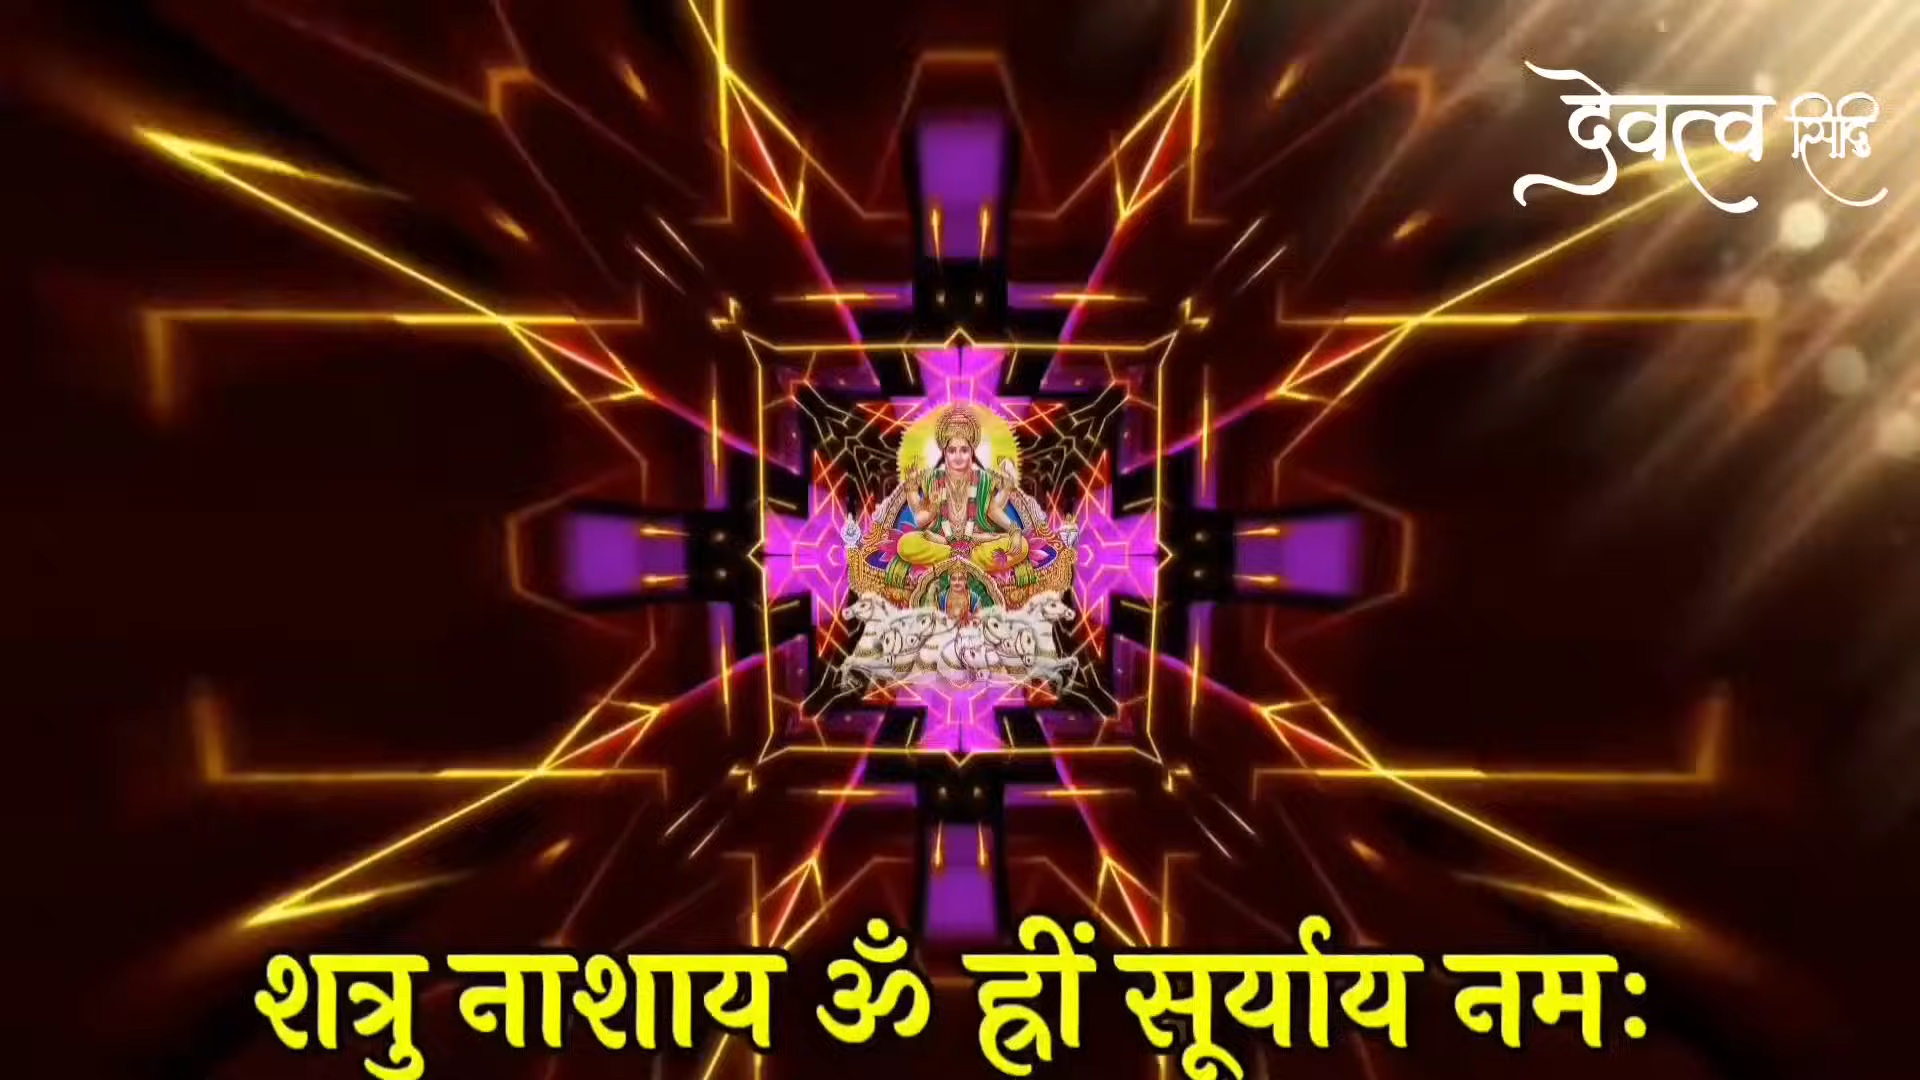 देवत्व सिद्धि
शत्रु नाशाय ॐ ह्रीं सूर्याय नमः